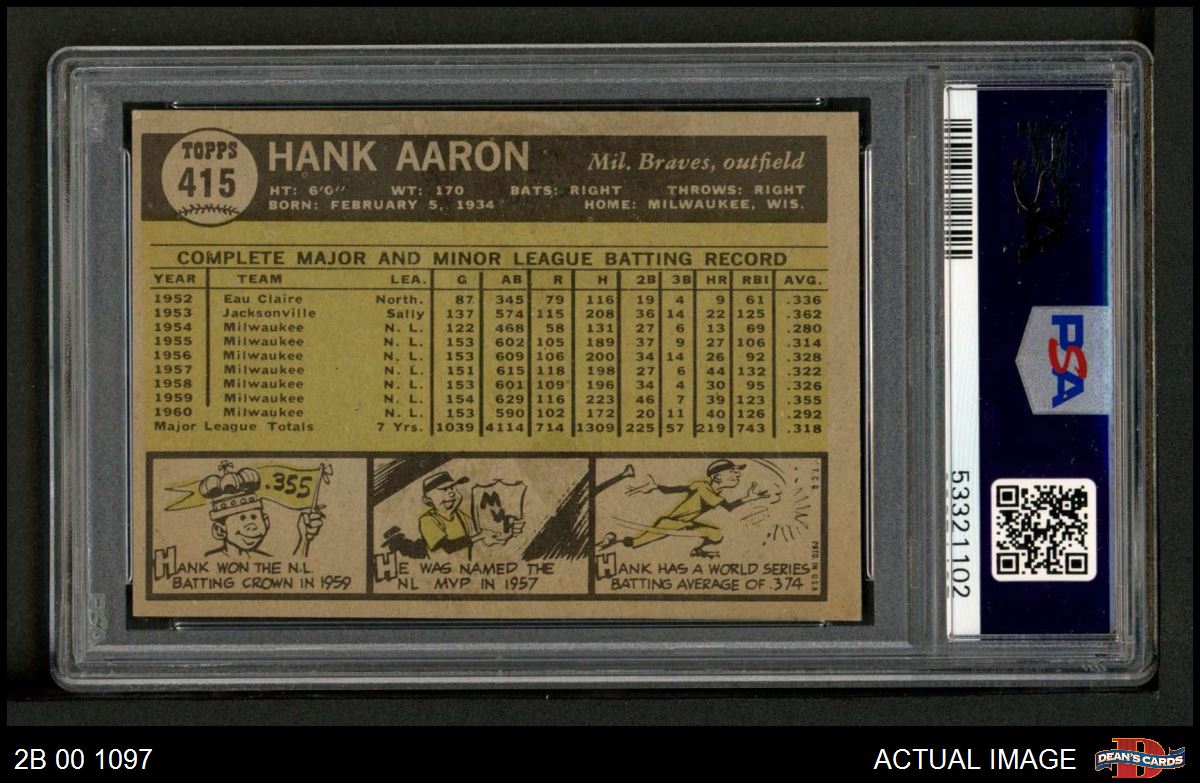 TOPPS
415
HANK AARON Mil. Braves, outfield
HT: 6'0" WT: 170 BATS: RIGHT THROWS: RIGHT
BORN: FEBRUARY 5, 1934 HOME: MILWAUKEE, WIS.
COMPLETE MAJOR AND MINOR LEAGUE BATTING RECORD
YEAR TEAM LEA. G AB R H 2B 3B HR RBI AVG.
1952 Eau Claire North. 87 345 79 116 19 4 9 61 .336
1953 Jacksonville Sally 137 574 115 208 36 14 22 125 .362
1954 Milwaukee N. L. 122 468 58 131 27 6 13 69 .280
1955 Milwaukee N. L. 153 602 105 189 37 9 27 106 .314
1956 Milwaukee N. L. 153 609 106 200 34 14 26 92 .328
1957 Milwaukee N. L. 151 615 118 198 27 6 44 132 .322
1958 Milwaukee N. L. 153 601 109 196 34 4 30 95 .326
1959 Milwaukee N. L. 154 629 116 223 46 7 39 123 .355
1960 Milwaukee N. L. 153 590 102 172 20 11 40 126 .292
Major League Totals 7 Yrs. 1039 4114 714 1309 225 57 219 743 .318
.355
HANK WON THE N.L.
BATTING CROWN IN 1959
MV
HE WAS NAMED THE
NL MVP IN 1957
HANK HAS A WORLD SERIES
BATTING AVERAGE OF .374
T.C.G. PRTD IN U.S.A.
PSA
PSA
53321102
PSA
2B 00 1097
ACTUAL IMAGE
D
DEAN'S CARDS